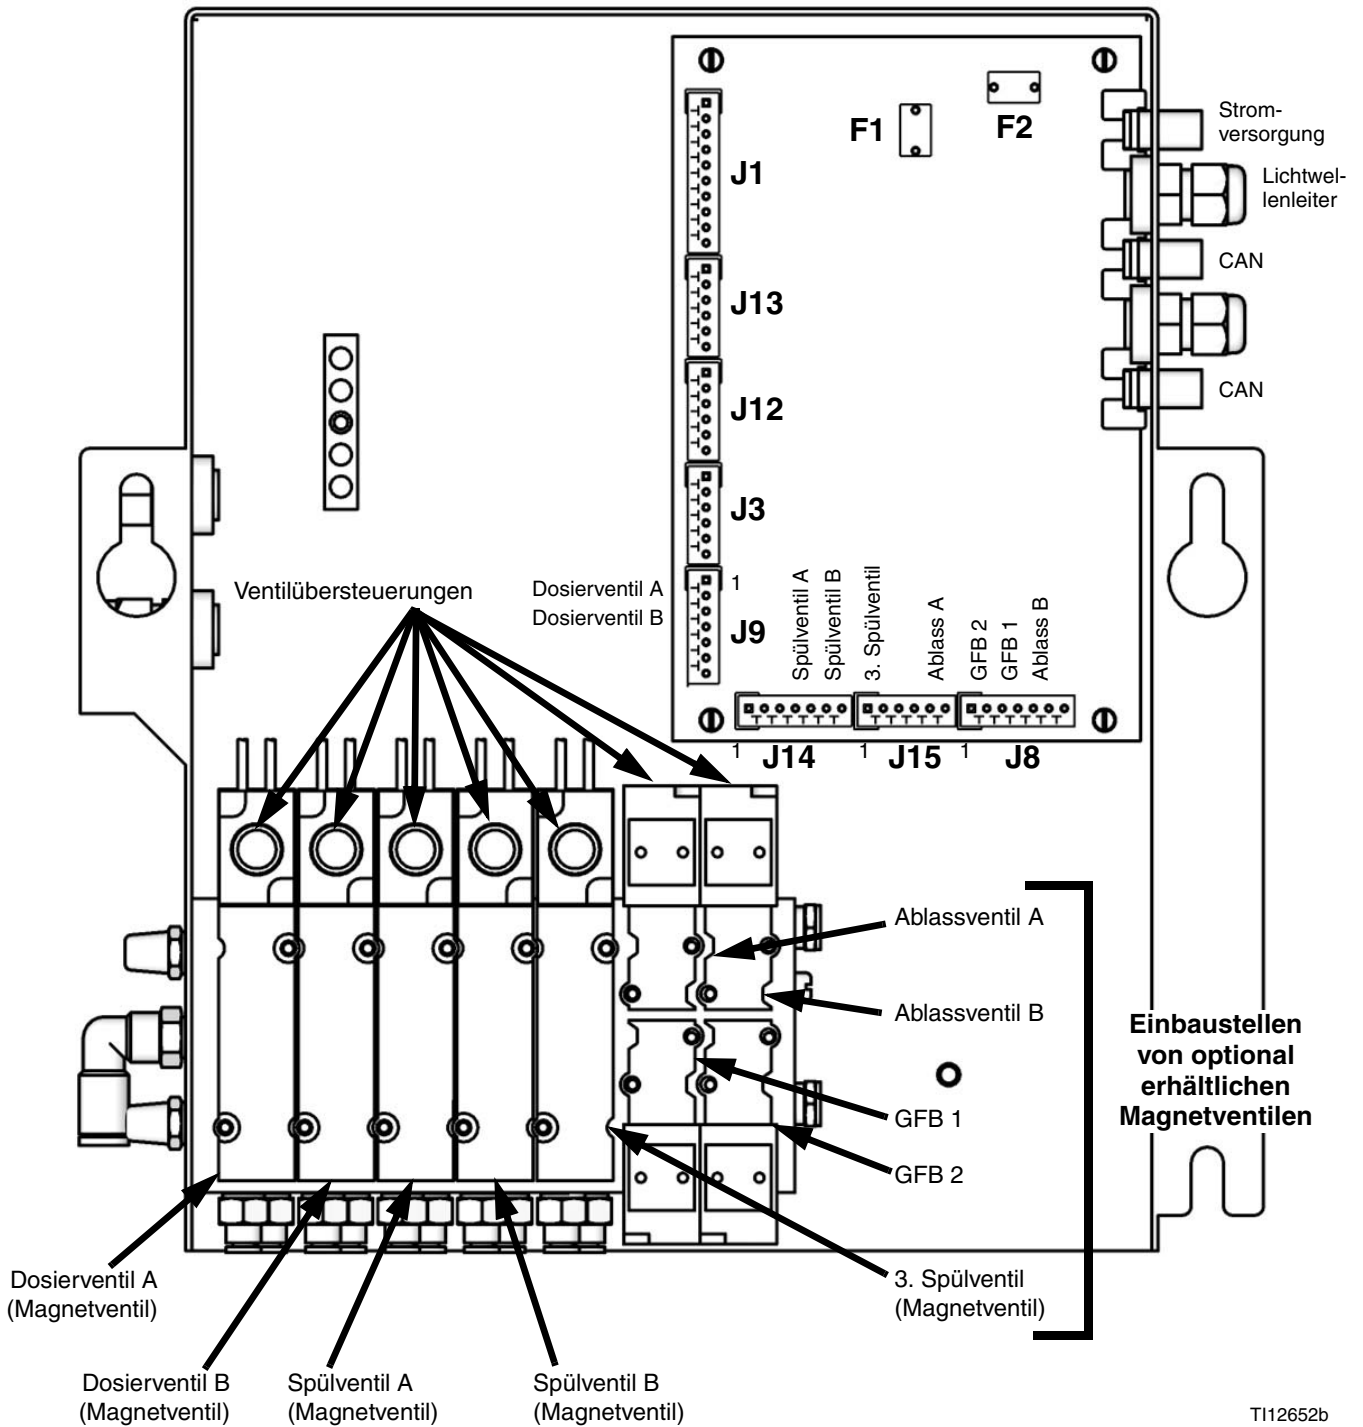 F1
F2
Strom-
versorgung
J1
Lichtwel-
lenleiter
CAN
J13
CAN
J12
J3
Ventilübersteuerungen
Dosierventil A
Dosierventil B
1
J9
Spülventil A
Spülventil B
3. Spülventil
Ablass A
GFB 2
GFB 1
Ablass B
1
J14
1
J15
1
J8
Ablassventil A
Ablassventil B
Einbaustellen
von optional
erhältlichen
Magnetventilen
GFB 1
GFB 2
Dosierventil A
(Magnetventil)
3. Spülventil
(Magnetventil)
Dosierventil B
(Magnetventil)
Spülventil A
(Magnetventil)
Spülventil B
(Magnetventil)
TI12652b